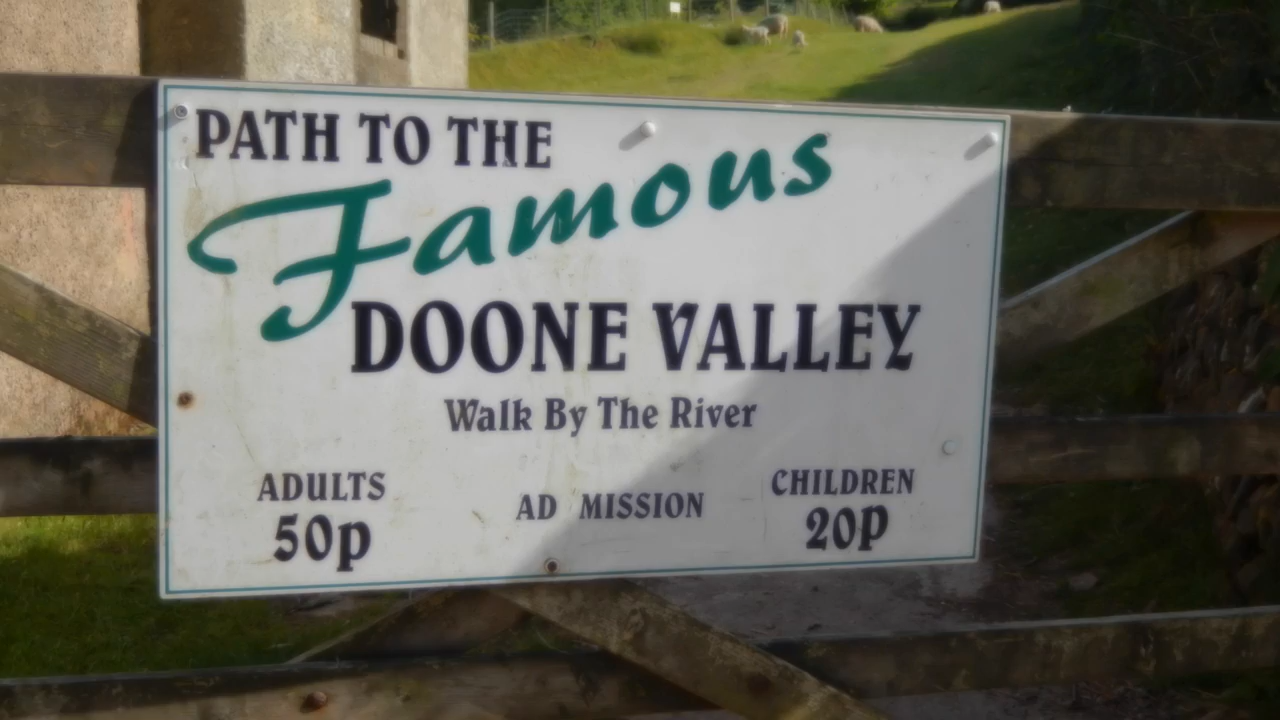 PATH TO THE
Famous
DOONE VALLEY
Walk By The River
ADULTS AD MISSION CHILDREN
50p 20p